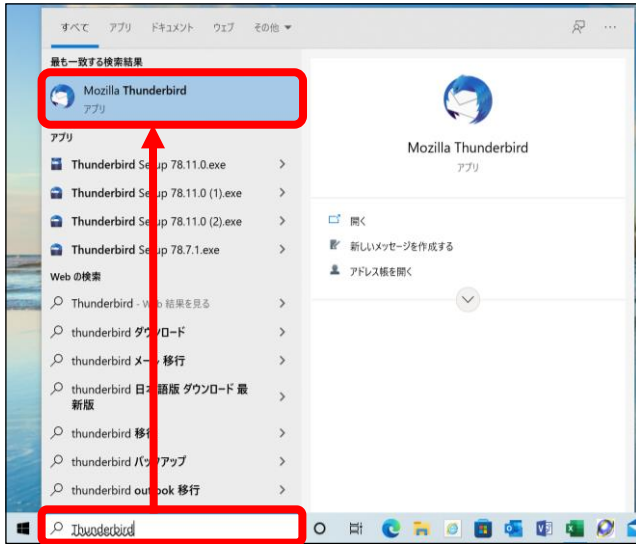 すべて アプリ ドキュメント ウェブ その他
最も一致する検索結果
Mozilla Thunderbird
アプリ
アプリ
Thunderbird Setup 78.11.0.exe
Thunderbird Setup 78.11.0 (1).exe
Thunderbird Setup 78.11.0 (2).exe
Thunderbird Setup 78.7.1.exe
Web の検索
Thunderbird - Web 結果を見る
thunderbird ダウンロード
thunderbird メール 移行
thunderbird 日本語版 ダウンロード 最
新版
thunderbird 移行
thunderbird バックアップ
thunderbird outlook 移行
Thunderbird
Mozilla Thunderbird
アプリ
開く
新しいメッセージを作成する
アドレス帳を開く